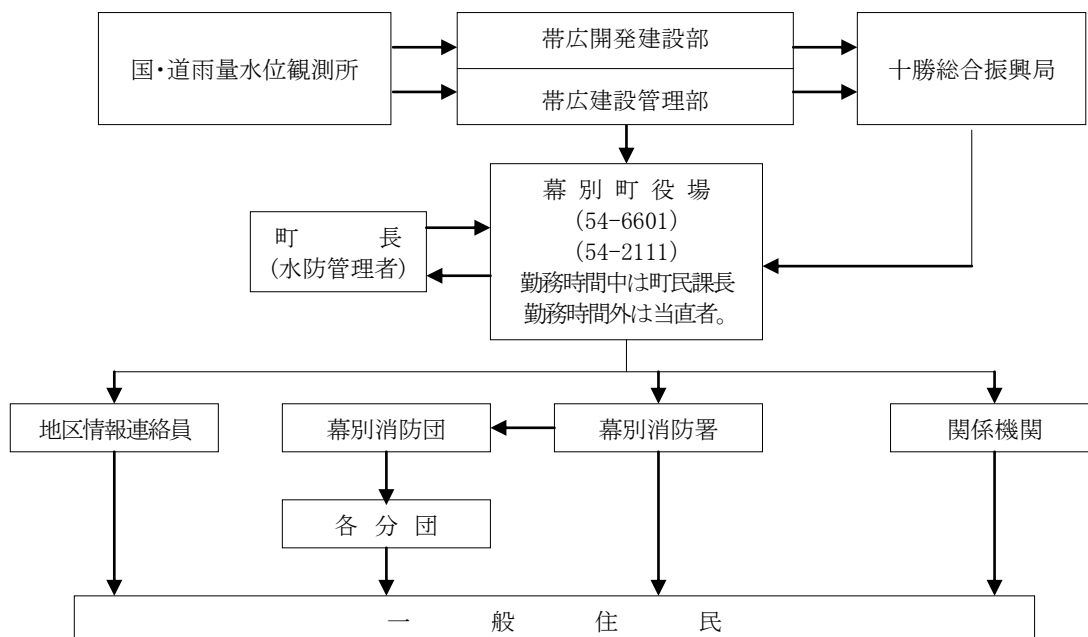 帯広開発建設部
国・道雨量水位観測所
十勝総合振興局
帯広建設管理部
幕 別 町 役 場
(54-6601)
(54-2111)
勤務時間中は町民課長
勤務時間外は当直者。
町 長
(水防管理者)
地区情報連絡員
幕別消防団
幕別消防署
関係機関
各 分 団
一 般 住 民